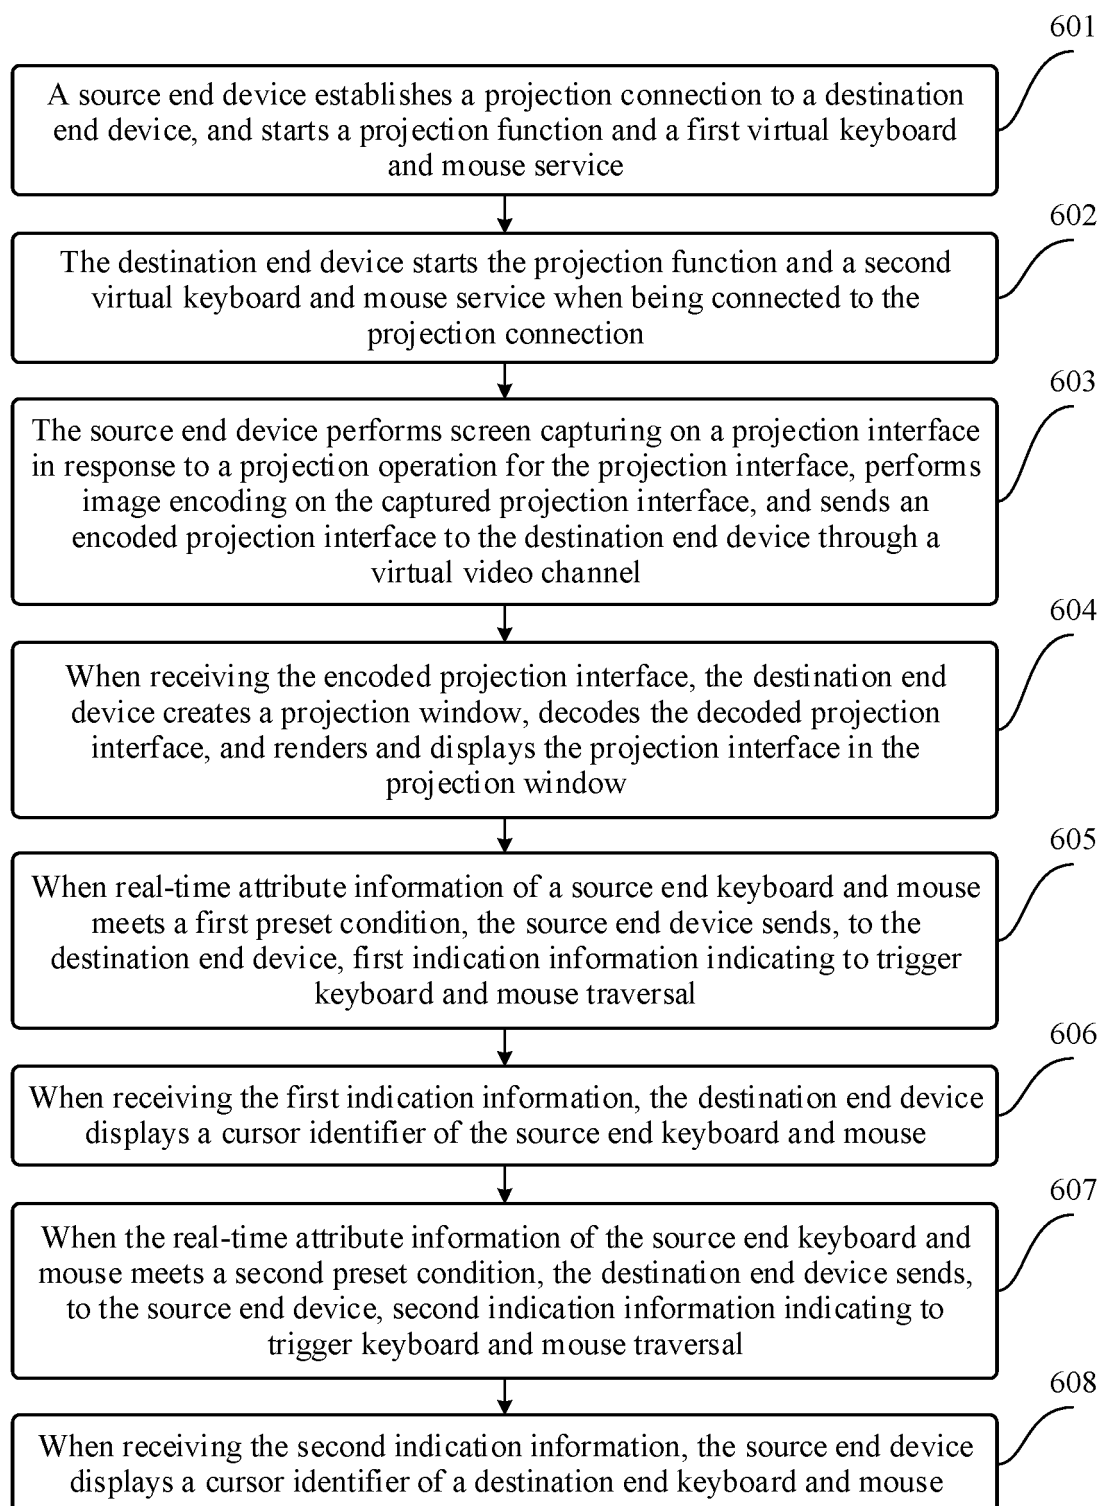 601
A source end device establishes a projection connection to a destination
end device, and starts a projection function and a first virtual keyboard
and mouse service
602
The destination end device starts the projection function and a second
virtual keyboard and mouse service when being connected to the
projection connection
603
The source end device performs screen capturing on a projection interface
in response to a projection operation for the projection interface, performs
image encoding on the captured projection interface, and sends an
encoded projection interface to the destination end device through a
virtual video channel
604
When receiving the encoded projection interface, the destination end
device creates a projection window, decodes the decoded projection
interface, and renders and displays the projection interface in the
projection window
605
When real-time attribute information of a source end keyboard and mouse
meets a first preset condition, the source end device sends, to the
destination end device, first indication information indicating to trigger
keyboard and mouse traversal
606
When receiving the first indication information, the destination end device
displays a cursor identifier of the source end keyboard and mouse
607
When the real-time attribute information of the source end keyboard and
mouse meets a second preset condition, the destination end device sends,
to the source end device, second indication information indicating to
trigger keyboard and mouse traversal
608
When receiving the second indication information, the source end device
displays a cursor identifier of a destination end keyboard and mouse